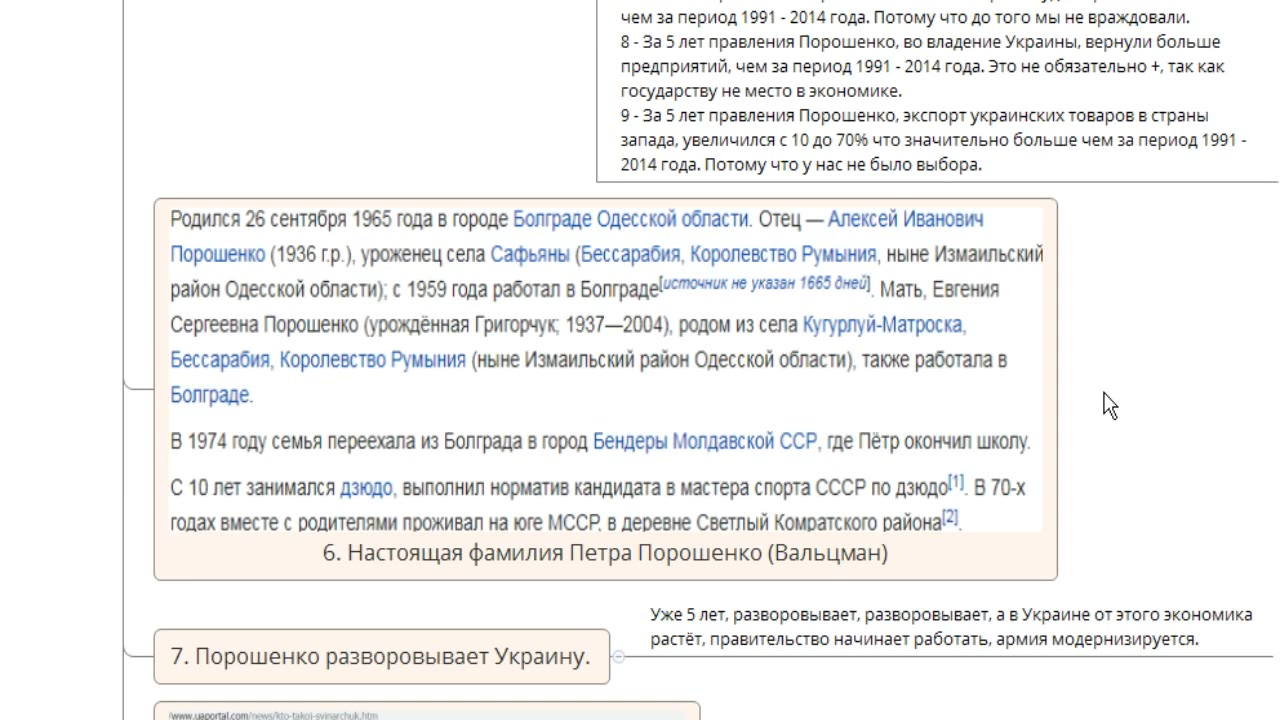 чем за период 1991 - 2014 года. Потому что до того мы не враждовали.
8 - За 5 лет правления Порошенко, во владение Украины, вернули больше
предприятий, чем за период 1991 - 2014 года. Это не обязательно +, так как
государству не место в экономике.
9 - За 5 лет правления Порошенко, экспорт украинских товаров в страны
запада, увеличился с 10 до 70% что значительно больше чем за период 1991 -
2014 года. Потому что у нас не было выбора.
Родился 26 сентября 1965 года в городе Болграде Одесской области. Отец — Алексей Иванович
Порошенко (1936 г.р.), уроженец села Сафьяны (Бессарабия, Королевство Румыния, ныне Измаильский
район Одесской области); с 1959 года работал в Болграде[источник не указан 1665 дней]. Мать, Евгения
Сергеевна Порошенко (урождённая Григорчук; 1937—2004), родом из села Кугурлуй-Матроска,
Бессарабия, Королевство Румыния (ныне Измаильский район Одесской области), также работала в
Болграде.
В 1974 году семья переехала из Болграда в город Бендеры Молдавской ССР, где Пётр окончил школу.
С 10 лет занимался дзюдо, выполнил норматив кандидата в мастера спорта СССР по дзюдо[1]. В 70-х
годах вместе с родителями проживал на юге МССР, в деревне Светлый Комратского района[2].
6. Настоящая фамилия Петра Порошенко (Вальцман)
Уже 5 лет, разворовывает, разворовывает, а в Украине от этого экономика
растёт, правительство начинает работать, армия модернизируется.
7. Порошенко разворовывает Украину.
/www.uaportal.com/news/kto-takoj-svinarchuk.htm